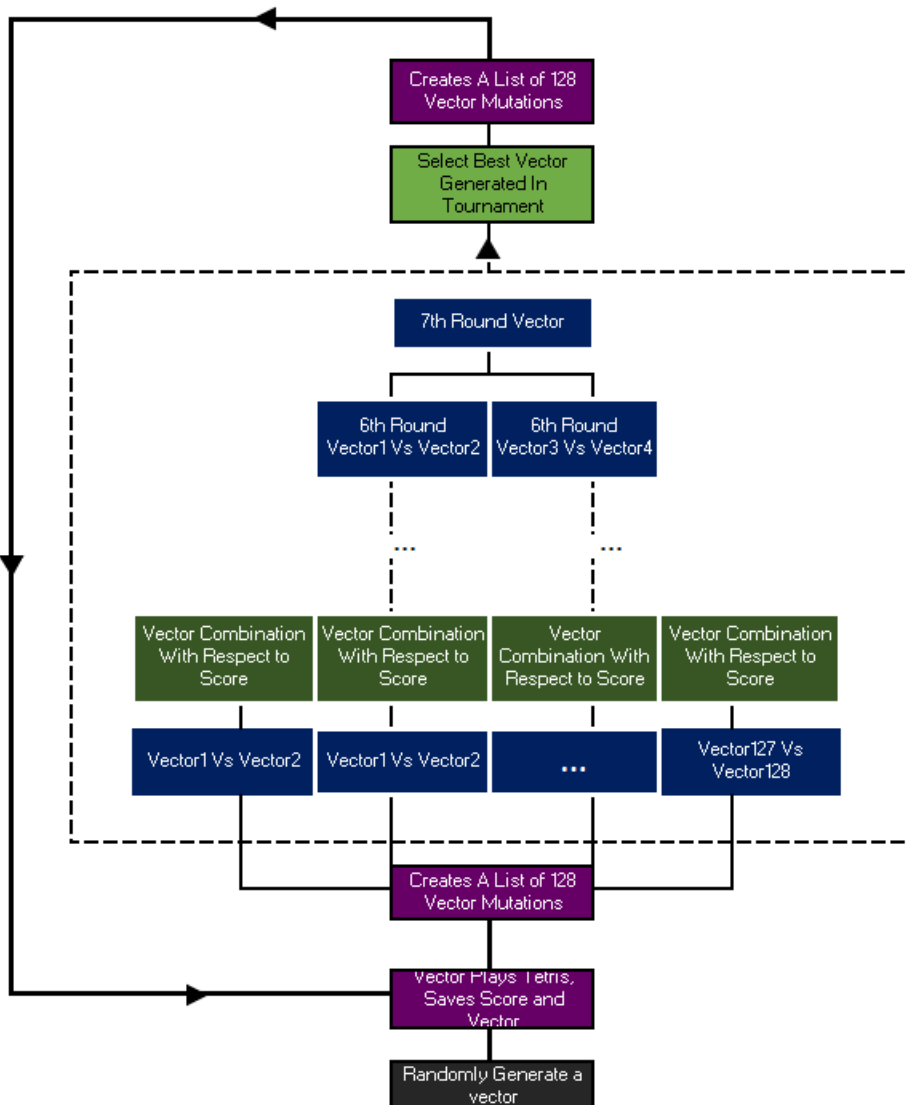 Creates A List of 128
Vector Mutations
Select Best Vector
Generated In
Tournament
7th Round Vector
6th Round
Vector1 Vs Vector2
6th Round
Vector3 Vs Vector4
...
...
Vector Combination
With Respect to
Score
Vector Combination
With Respect to
Score
Vector
Combination With
Respect to Score
Vector Combination
With Respect to
Score
Vector1 Vs Vector2
Vector1 Vs Vector2
...
Vector127 Vs
Vector128
Creates A List of 128
Vector Mutations
Vector Plays Tetris,
Saves Score and
Vector
Randomly Generate a
vector